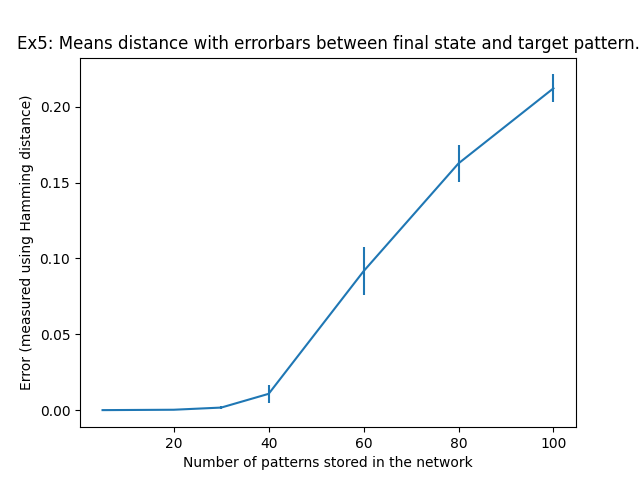 Ex5: Means distance with errorbars between final state and target pattern.
Error (measured using Hamming distance)
0.20
0.15
0.10
0.05
0.00
20 40 60 80 100
Number of patterns stored in the network